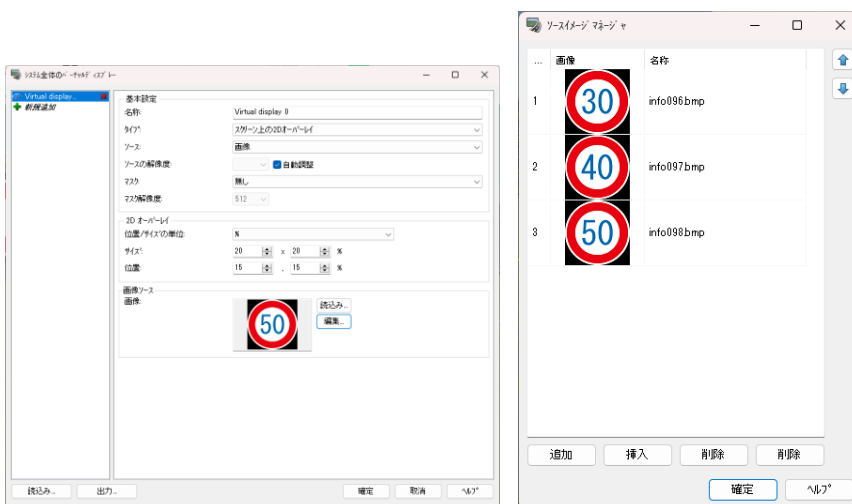 システム全体のバーチャルディスプレー
Virtual display..
新規追加
基本設定
名称:
Virtual display 0
タイプ:
スクリーン上の2Dオーバーレイ
ソース:
画像
ソースの解像度:
自動調整
マスク:
無し
マスク解像度:
512
2D オーバーレイ
位置/サイズの単位:
%
サイズ:
20 x 20 %
位置:
15 , 15 %
画像ソース
画像:
50
読込み...
編集...
読込み...
出力...
確定
取消
ヘルプ
ソースイメージ マネージャ
... 画像 名称
1 30 info096.bmp
2 40 info097.bmp
3 50 info098.bmp
追加
挿入
削除
削除
確定
ヘルプ